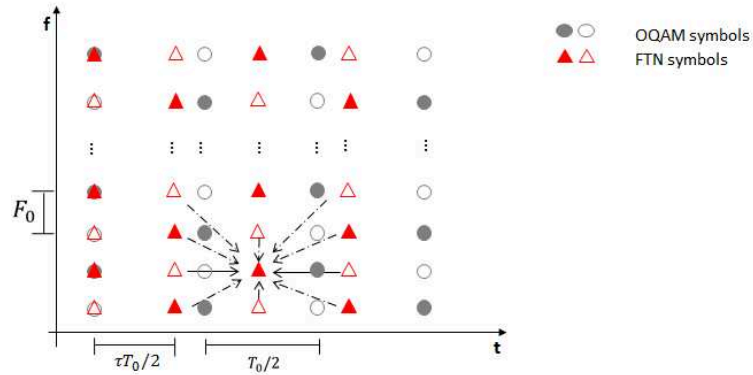 f
OQAM symbols
FTN symbols
... ... ... ... ... ... ...
F₀
t
τT₀/2
T₀/2